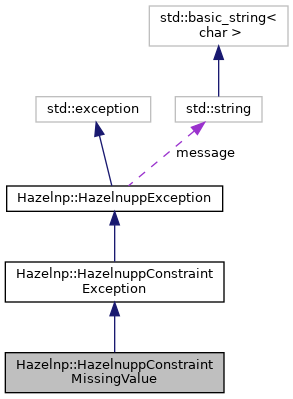 std::basic_string<
char >
std::exception
std::string
message
Hazelnp::HazelnuppException
Hazelnp::HazelnuppConstraint
Exception
Hazelnp::HazelnuppConstraint
MissingValue